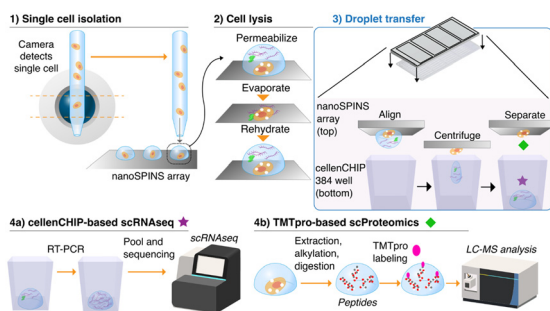 1) Single cell isolation
Camera
detects
single cell
nanoSPINS array
2) Cell lysis
Permeabilize
Evaporate
Rehydrate
3) Droplet transfer
nanoSPINS
array
(top)
Align
Centrifuge
Separate
cellenCHIP
384 well
(bottom)
4a) cellenCHIP-based scRNAseq
RT-PCR
Pool and
sequencing
scRNAseq
4b) TMTpro-based scProteomics
Extraction,
alkylation,
digestion
Peptides
TMTpro
labeling
LC-MS analysis